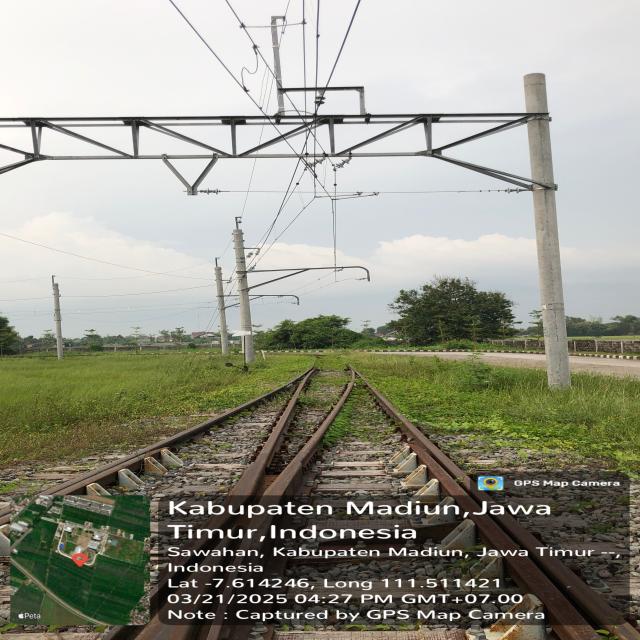 GPS Map Camera
Kabupaten Madiun,Jawa
Timur,Indonesia
Sawahan, Kabupaten Madiun, Jawa Timur --,
Indonesia
Lat -7.614246, Long 111.511421
03/21/2025 04:27 PM GMT+07.00
Note : Captured by GPS Map Camera
Peta